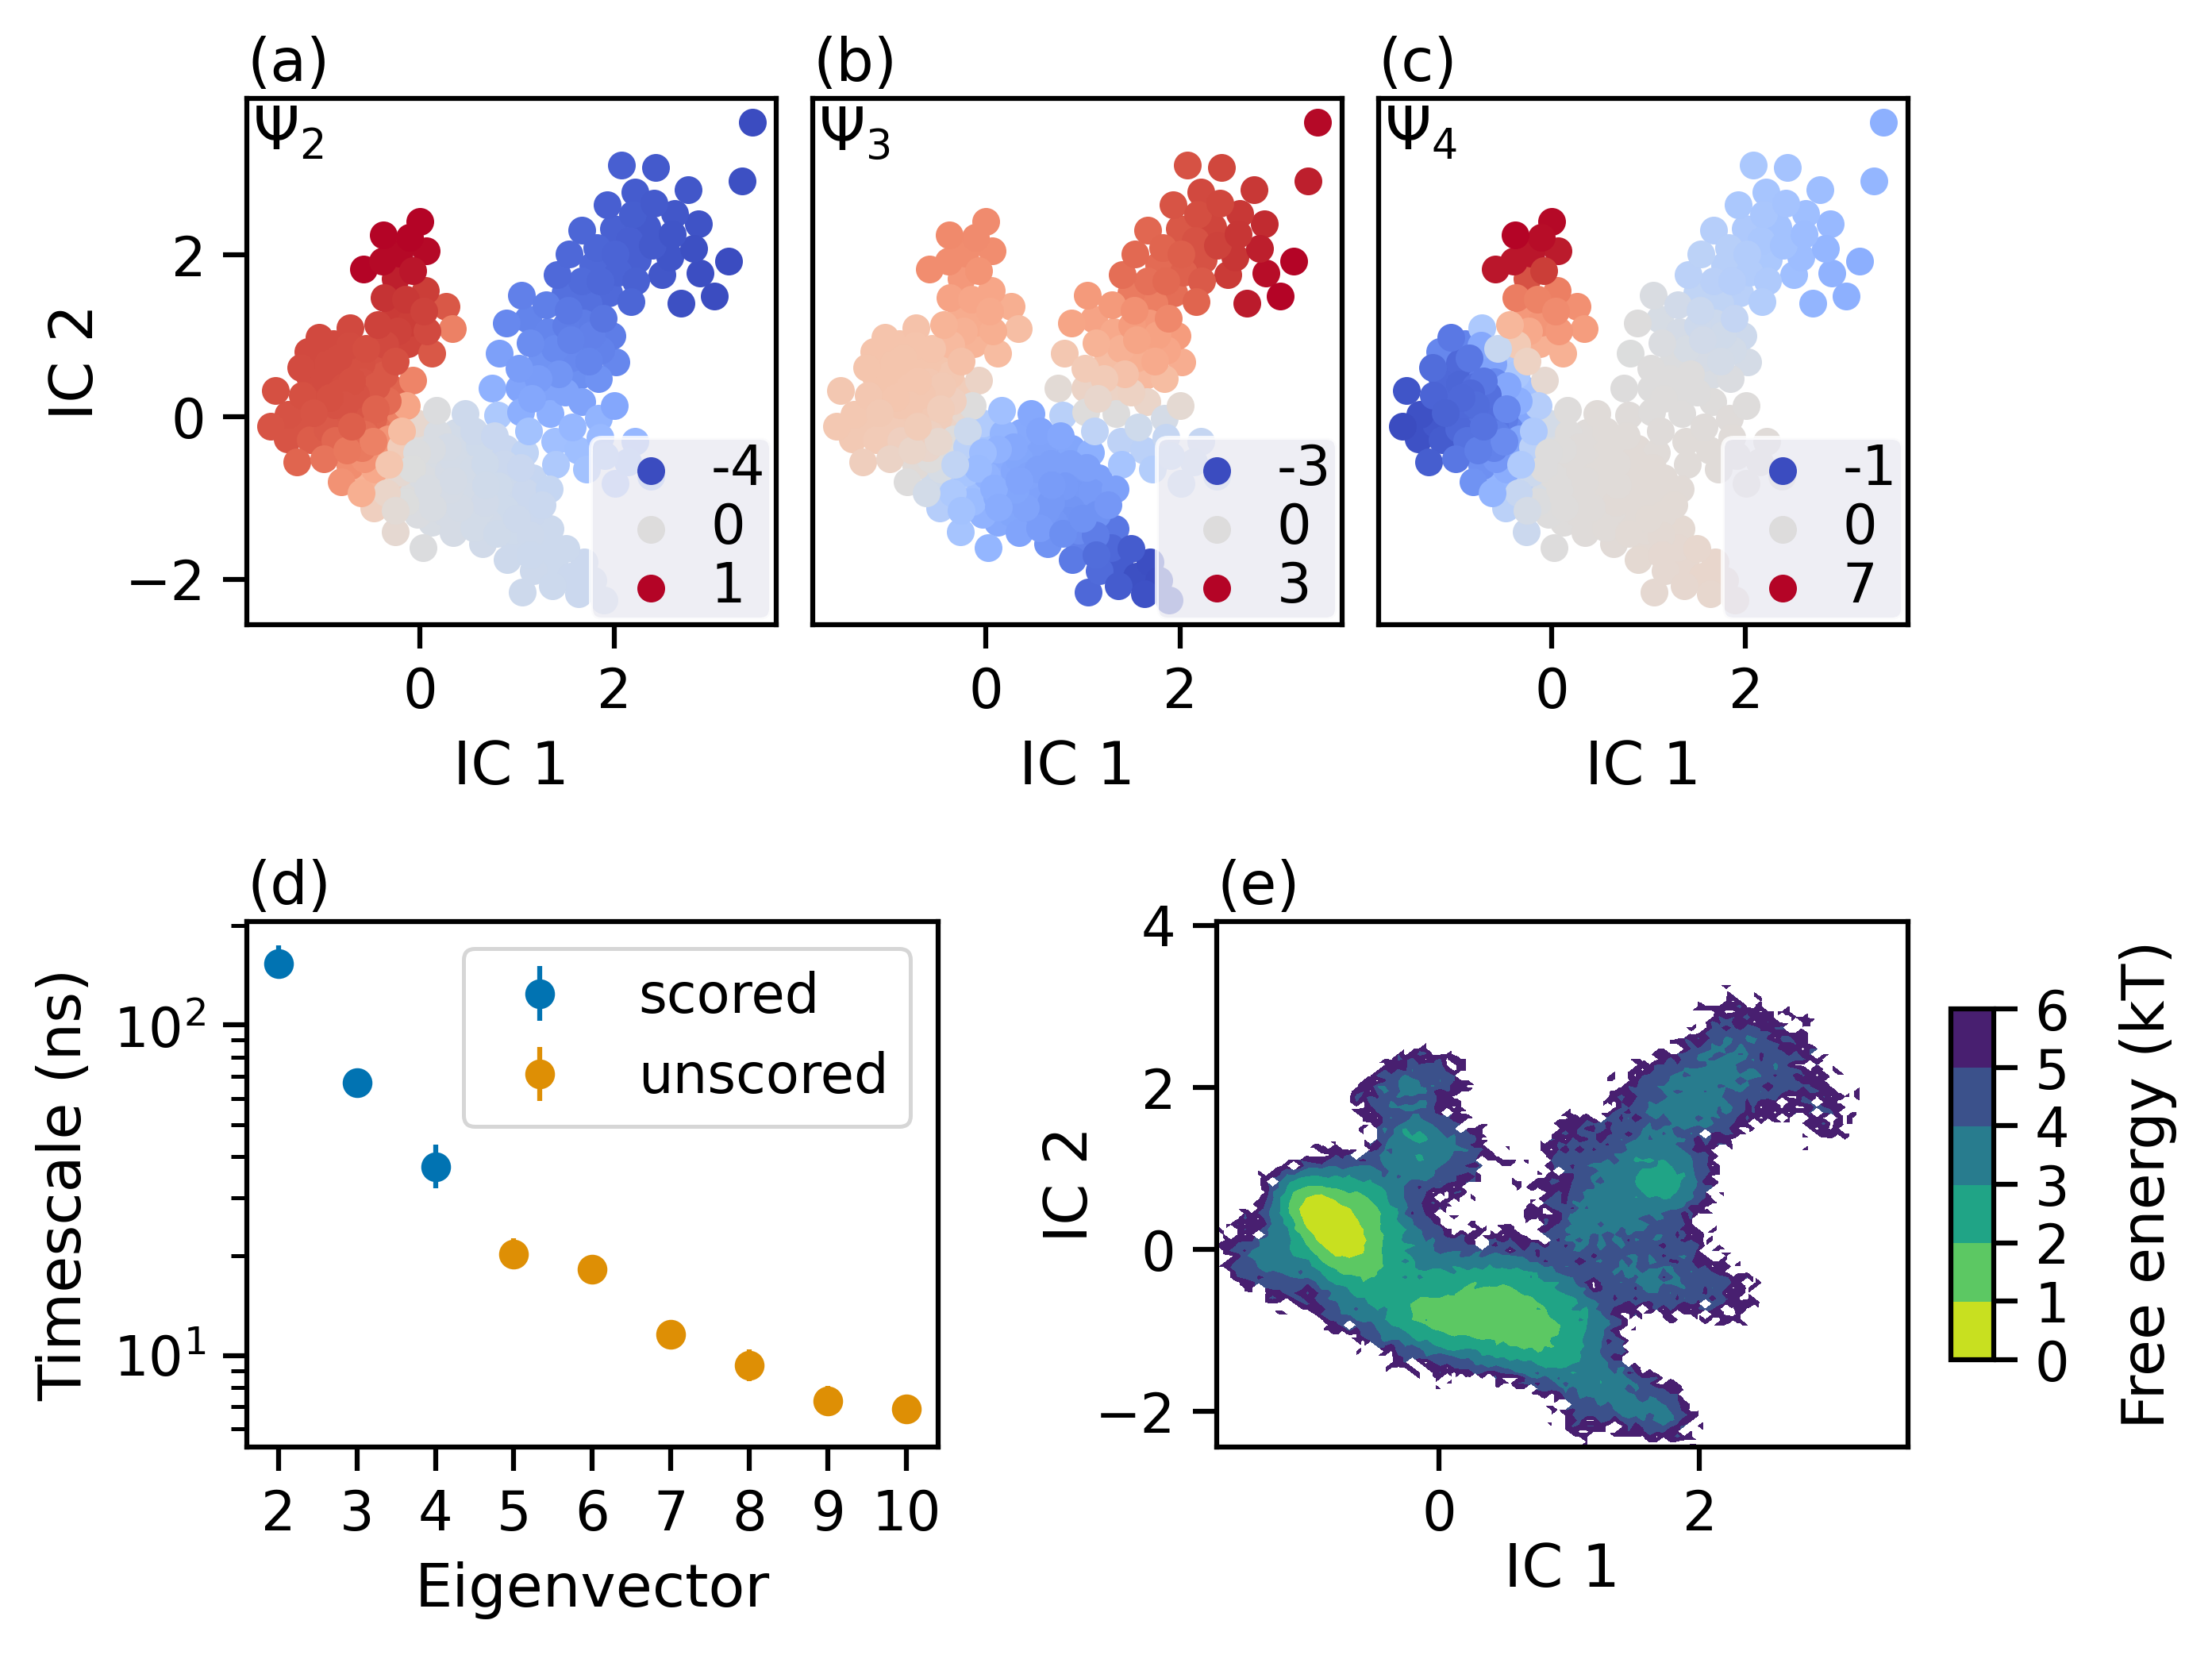 (a) (b) (c)
Ψ2 Ψ3 Ψ4
IC 2
2
0
−2
-4
0
1
-3
0
3
-1
0
7
0 2 0 2 0 2
IC 1 IC 1 IC 1
(d)
Timescale (ns)
10²
10¹
scored
unscored
2 3 4 5 6 7 8 9 10
Eigenvector
(e)
IC 2
4
2
0
−2
0 2
IC 1
6
5
4
3
2
1
0
Free energy (kT)